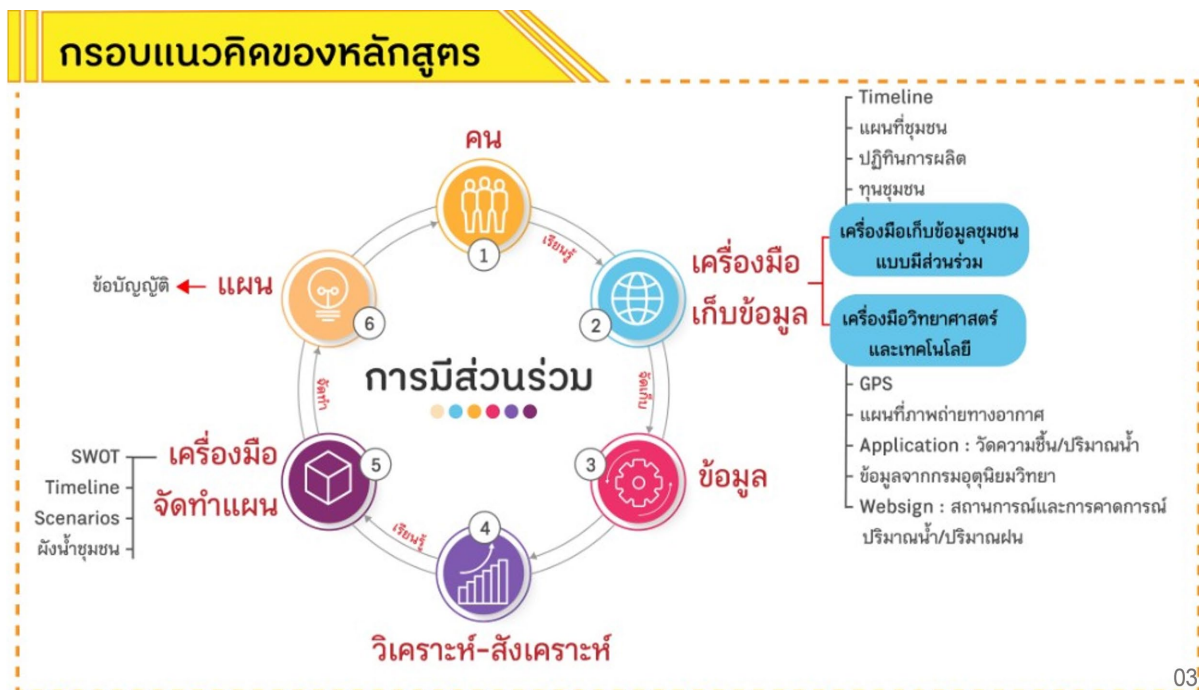 กรอบแนวคิดของหลักสูตร
คน
1
เรียนรู้
เครื่องมือ
เก็บข้อมูล
2
Timeline
แผนที่ชุมชน
ปฏิทินการผลิต
ทุนชุมชน
เครื่องมือเก็บข้อมูลชุมชน
แบบมีส่วนร่วม
เครื่องมือวิทยาศาสตร์
และเทคโนโลยี
GPS
แผนที่ภาพถ่ายทางอากาศ
Application : วัดความชื้น/ปริมาณน้ำ
ข้อมูลจากกรมอุตุนิยมวิทยา
Websign : สถานการณ์และการคาดการณ์
ปริมาณน้ำ/ปริมาณฝน
จัดเก็บ
3
ข้อมูล
4
วิเคราะห์-สังเคราะห์
เรียนรู้
5
เครื่องมือ
จัดทำแผน
SWOT
Timeline
Scenarios
ผังน้ำชุมชน
จัดทำ
6
แผน
ข้อบัญญัติ
การมีส่วนร่วม
03